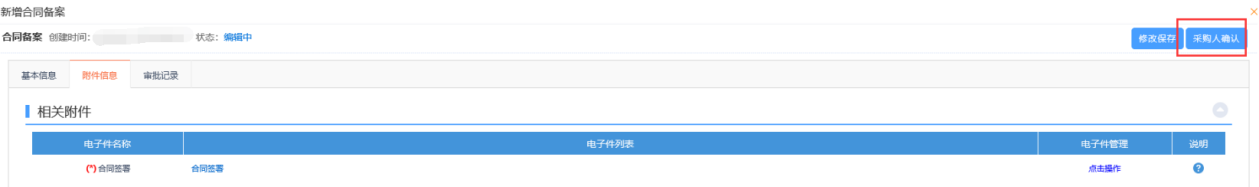 新增合同备案
合同备案 创建时间： 状态：编辑中 修改保存 采购人确认
基本信息 附件信息 审批记录
相关附件
电子件名称 电子件列表 电子件管理 说明
(*) 合同签署 合同签署 点击操作